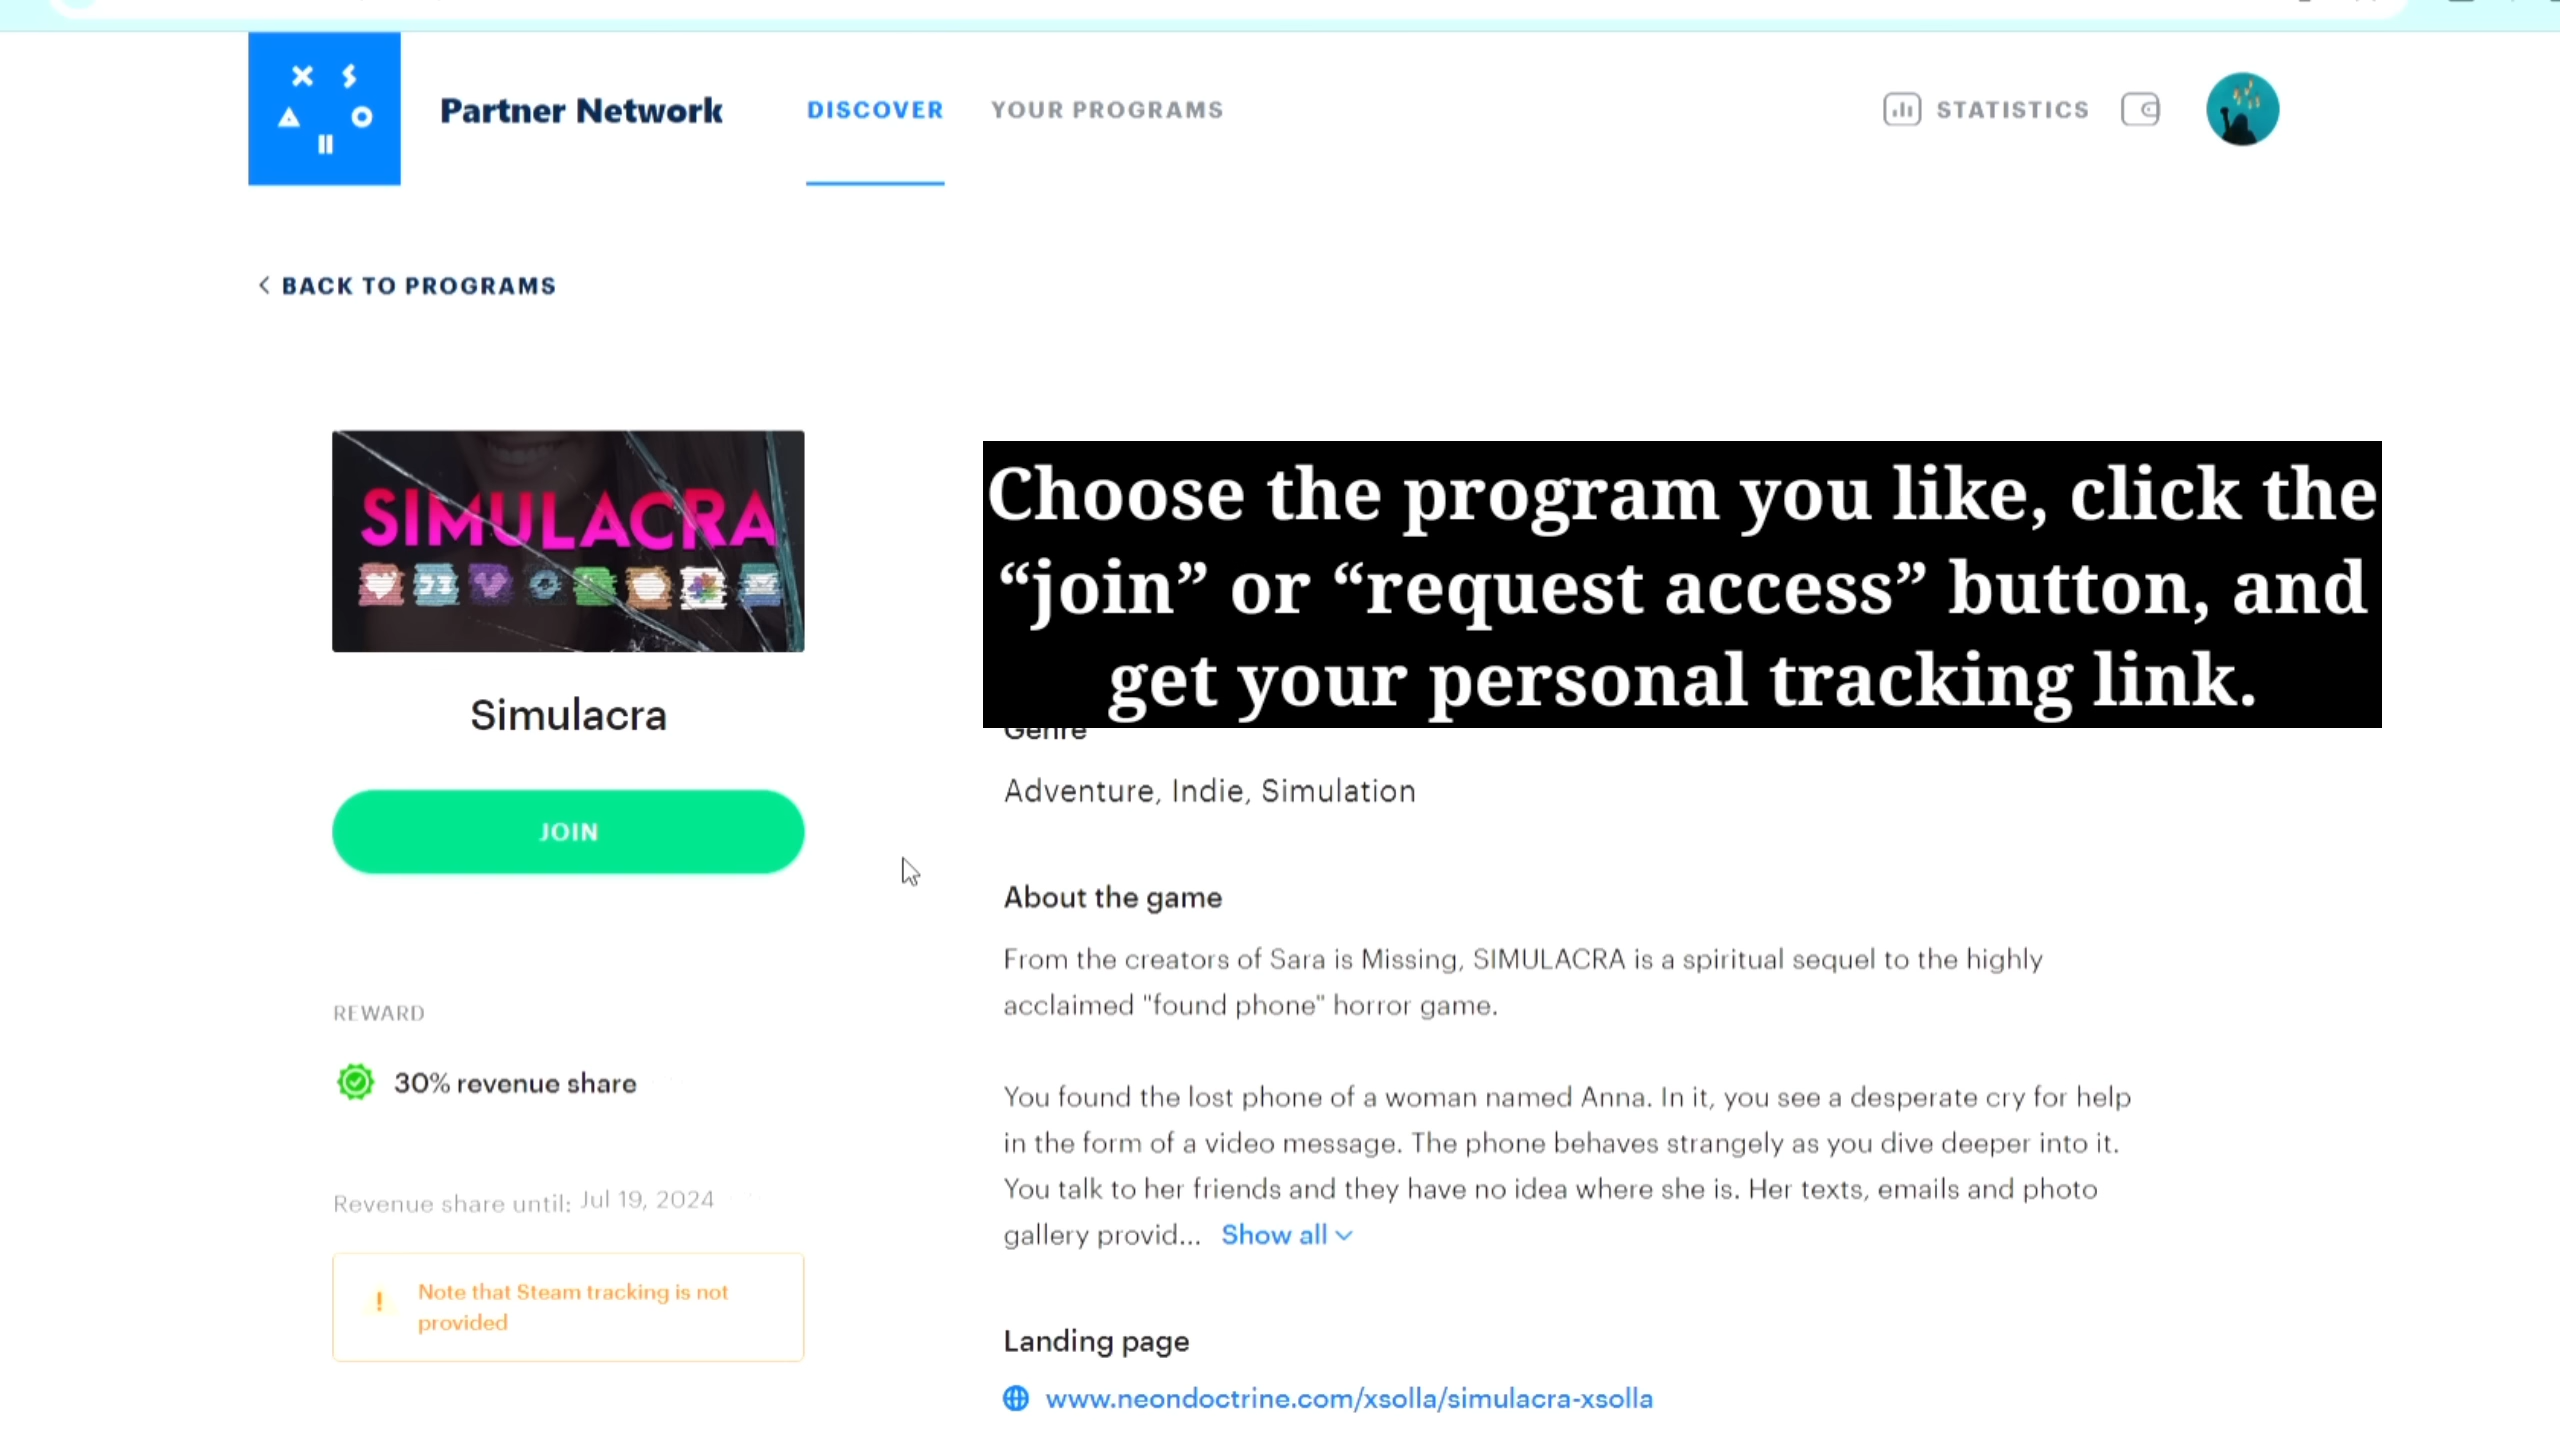 Partner Network
DISCOVER
YOUR PROGRAMS
STATISTICS
BACK TO PROGRAMS
SIMULACRA
Simulacra
JOIN
REWARD
30% revenue share
Revenue share until: Jul 19, 2024
Note that Steam tracking is not
provided
Choose the program you like, click the
“join” or “request access” button, and
get your personal tracking link.
Genre
Adventure, Indie, Simulation
About the game
From the creators of Sara is Missing, SIMULACRA is a spiritual sequel to the highly
acclaimed "found phone" horror game.
You found the lost phone of a woman named Anna. In it, you see a desperate cry for help
in the form of a video message. The phone behaves strangely as you dive deeper into it.
You talk to her friends and they have no idea where she is. Her texts, emails and photo
gallery provid... Show all
Landing page
www.neondoctrine.com/xsolla/simulacra-xsolla